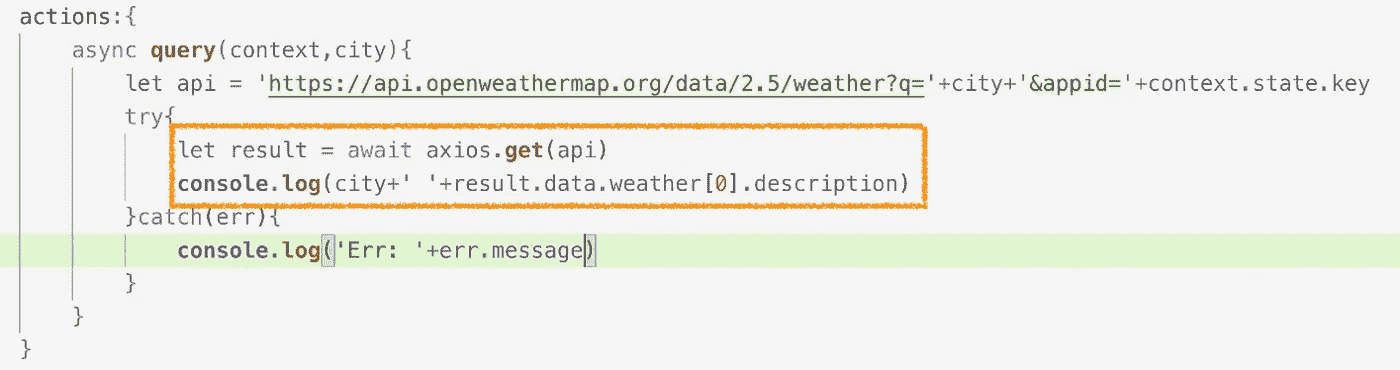 actions:{
async query(context,city){
let api = 'https://api.openweathermap.org/data/2.5/weather?q='+city+'&appid='+context.state.key
try{
let result = await axios.get(api)
console.log(city+' '+result.data.weather[0].description)
}catch(err){
console.log('Err: '+err.message)
}
}
}